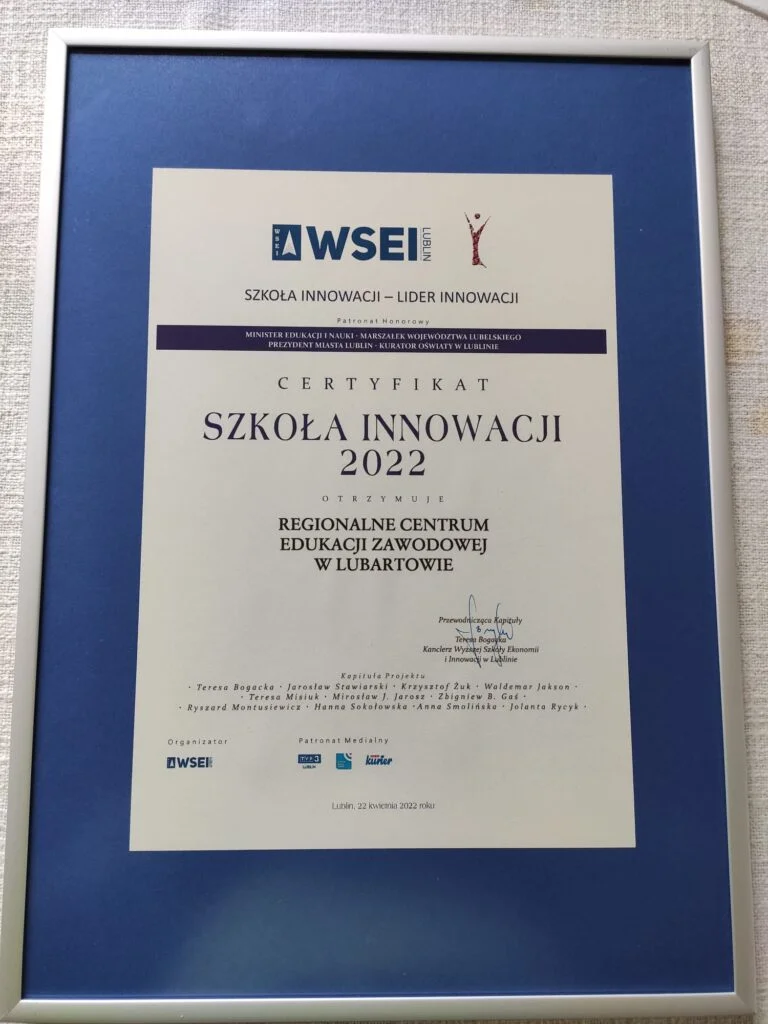 WSEI
WSEI
LUBLIN
SZKOŁA INNOWACJI – LIDER INNOWACJI
Patronat Honorowy
MINISTER EDUKACJI I NAUKI · MARSZAŁEK WOJEWÓDZTWA LUBELSKIEGO
PREZYDENT MIASTA LUBLIN · KURATOR OŚWIATY W LUBLINIE
CERTYFIKAT
SZKOŁA INNOWACJI
2022
OTRZYMUJE
REGIONALNE CENTRUM
EDUKACJI ZAWODOWEJ
W LUBARTOWIE
Przewodnicząca Kapituły
Teresa Bogacka
Kanclerz Wyższej Szkoły Ekonomii
i Innowacji w Lublinie
Kapituła Projektu
· Teresa Bogacka · Jarosław Stawiarski · Krzysztof Żuk · Waldemar Jakson ·
· Teresa Misiuk · Mirosław J. Jarosz · Zbigniew B. Gaś ·
· Ryszard Montusiewicz · Hanna Sokołowska · Anna Smolińska · Jolanta Rycyk ·
Organizator
Patronat Medialny
WSEI
TVP3
LUBLIN
kurier
Lublin, 22 kwietnia 2022 roku